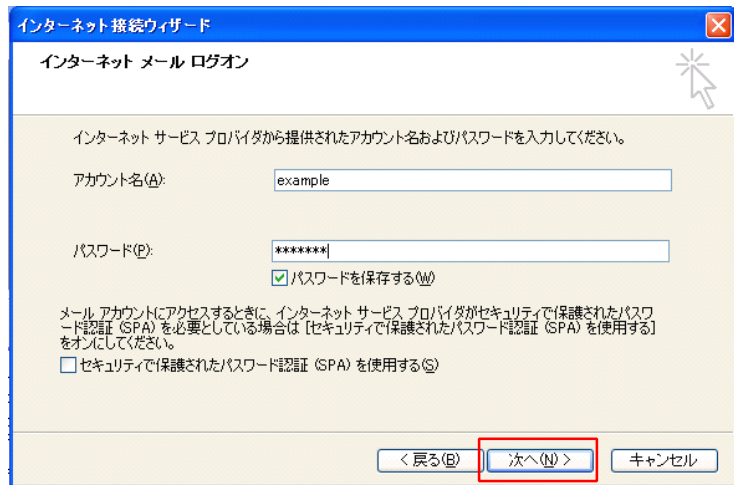 インターネット接続ウィザード
インターネット メール ログオン
インターネット サービス プロバイダから提供されたアカウント名およびパスワードを入力してください。
アカウント名(A):
example
パスワード(P):
*******
パスワードを保存する(W)
メール アカウントにアクセスするときに、インターネット サービス プロバイダがセキュリティで保護されたパスワ
ード認証 (SPA) を必要としている場合は [セキュリティで保護されたパスワード認証 (SPA) を使用する]
をオンにしてください。
セキュリティで保護されたパスワード認証 (SPA) を使用する(S)
< 戻る(B) 次へ(N) > キャンセル